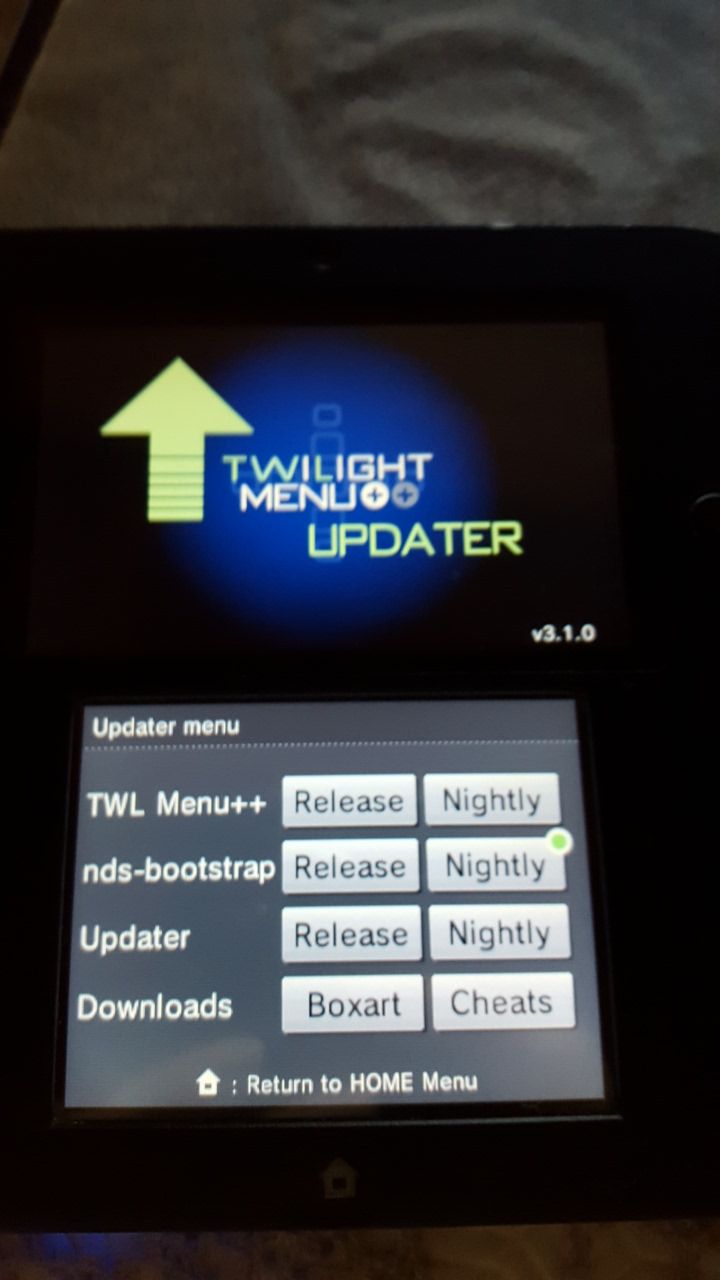 TWILIGHT
MENU++
UPDATER
v3.1.0
Updater menu
TWL Menu++ Release Nightly
nds-bootstrap Release Nightly
Updater Release Nightly
Downloads Boxart Cheats
: Return to HOME Menu